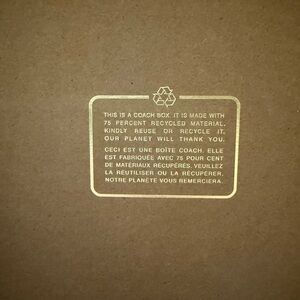 THIS IS A COACH BOX. IT IS MADE WITH
75 PERCENT RECYCLED MATERIAL.
KINDLY REUSE OR RECYCLE IT.
OUR PLANET WILL THANK YOU.
CECI EST UNE BOÎTE COACH. ELLE
EST FABRIQUÉE AVEC 75 POUR CENT
DE MATÉRIAUX RÉCUPÉRÉS. VEUILLEZ
LA RÉUTILISER OU LA RÉCUPÉRER.
NOTRE PLANÈTE VOUS REMERCIERA.